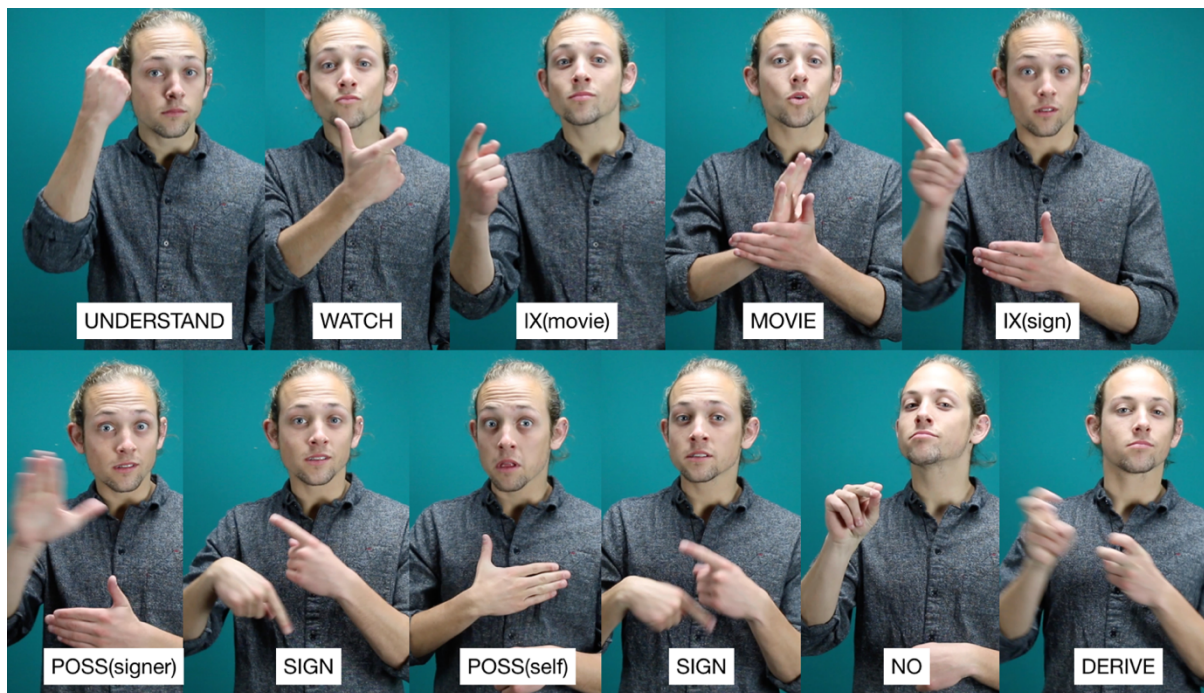 UNDERSTAND
WATCH
IX(movie)
MOVIE
IX(sign)
POSS(signer)
SIGN
POSS(self)
SIGN
NO
DERIVE